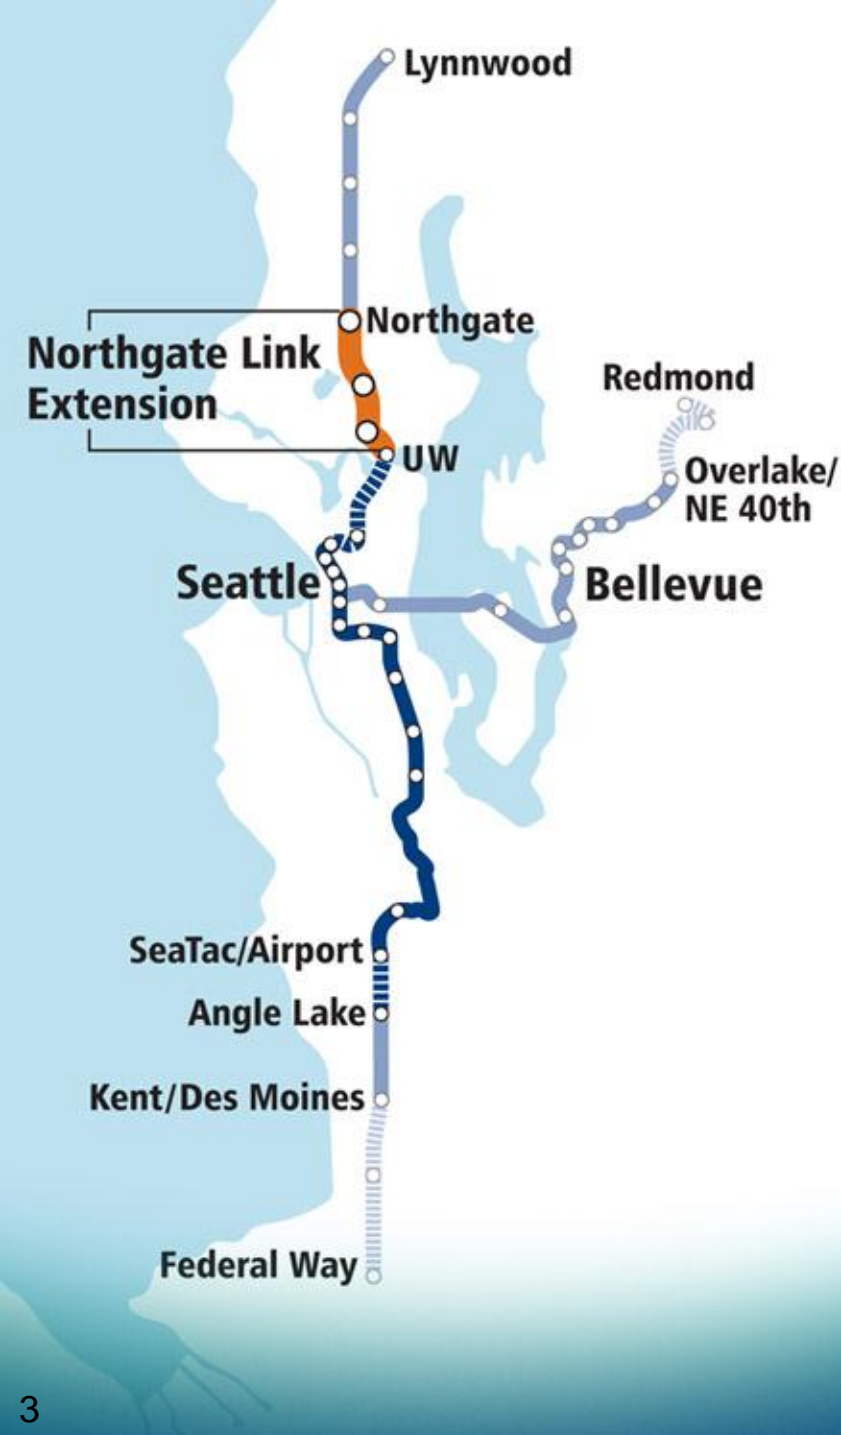 Lynnwood
Northgate
Northgate Link
Extension
Redmond
UW
Overlake/
NE 40th
Seattle
Bellevue
SeaTac/Airport
Angle Lake
Kent/Des Moines
Federal Way
3